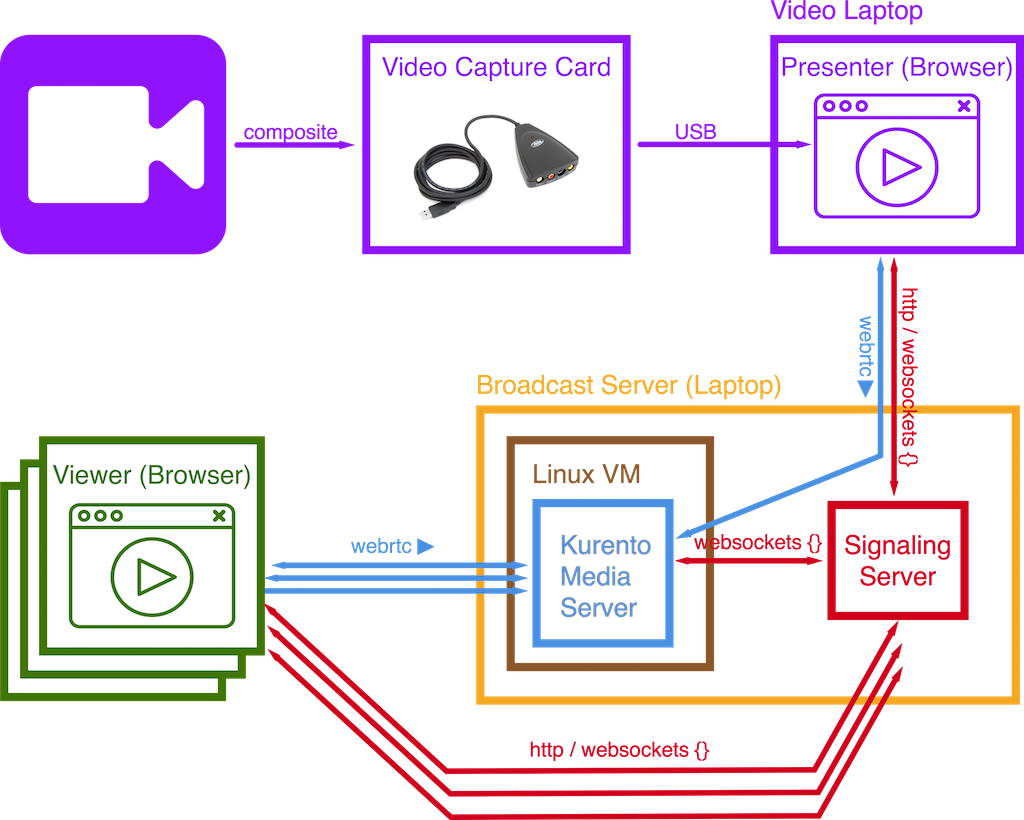 Video Laptop
Video Capture Card
Presenter (Browser)
composite
USB
webrtc ▶
http / websockets {}
Broadcast Server (Laptop)
Viewer (Browser)
Linux VM
webrtc ▶
websockets {}
Kurento
Media
Server
Signaling
Server
http / websockets {}